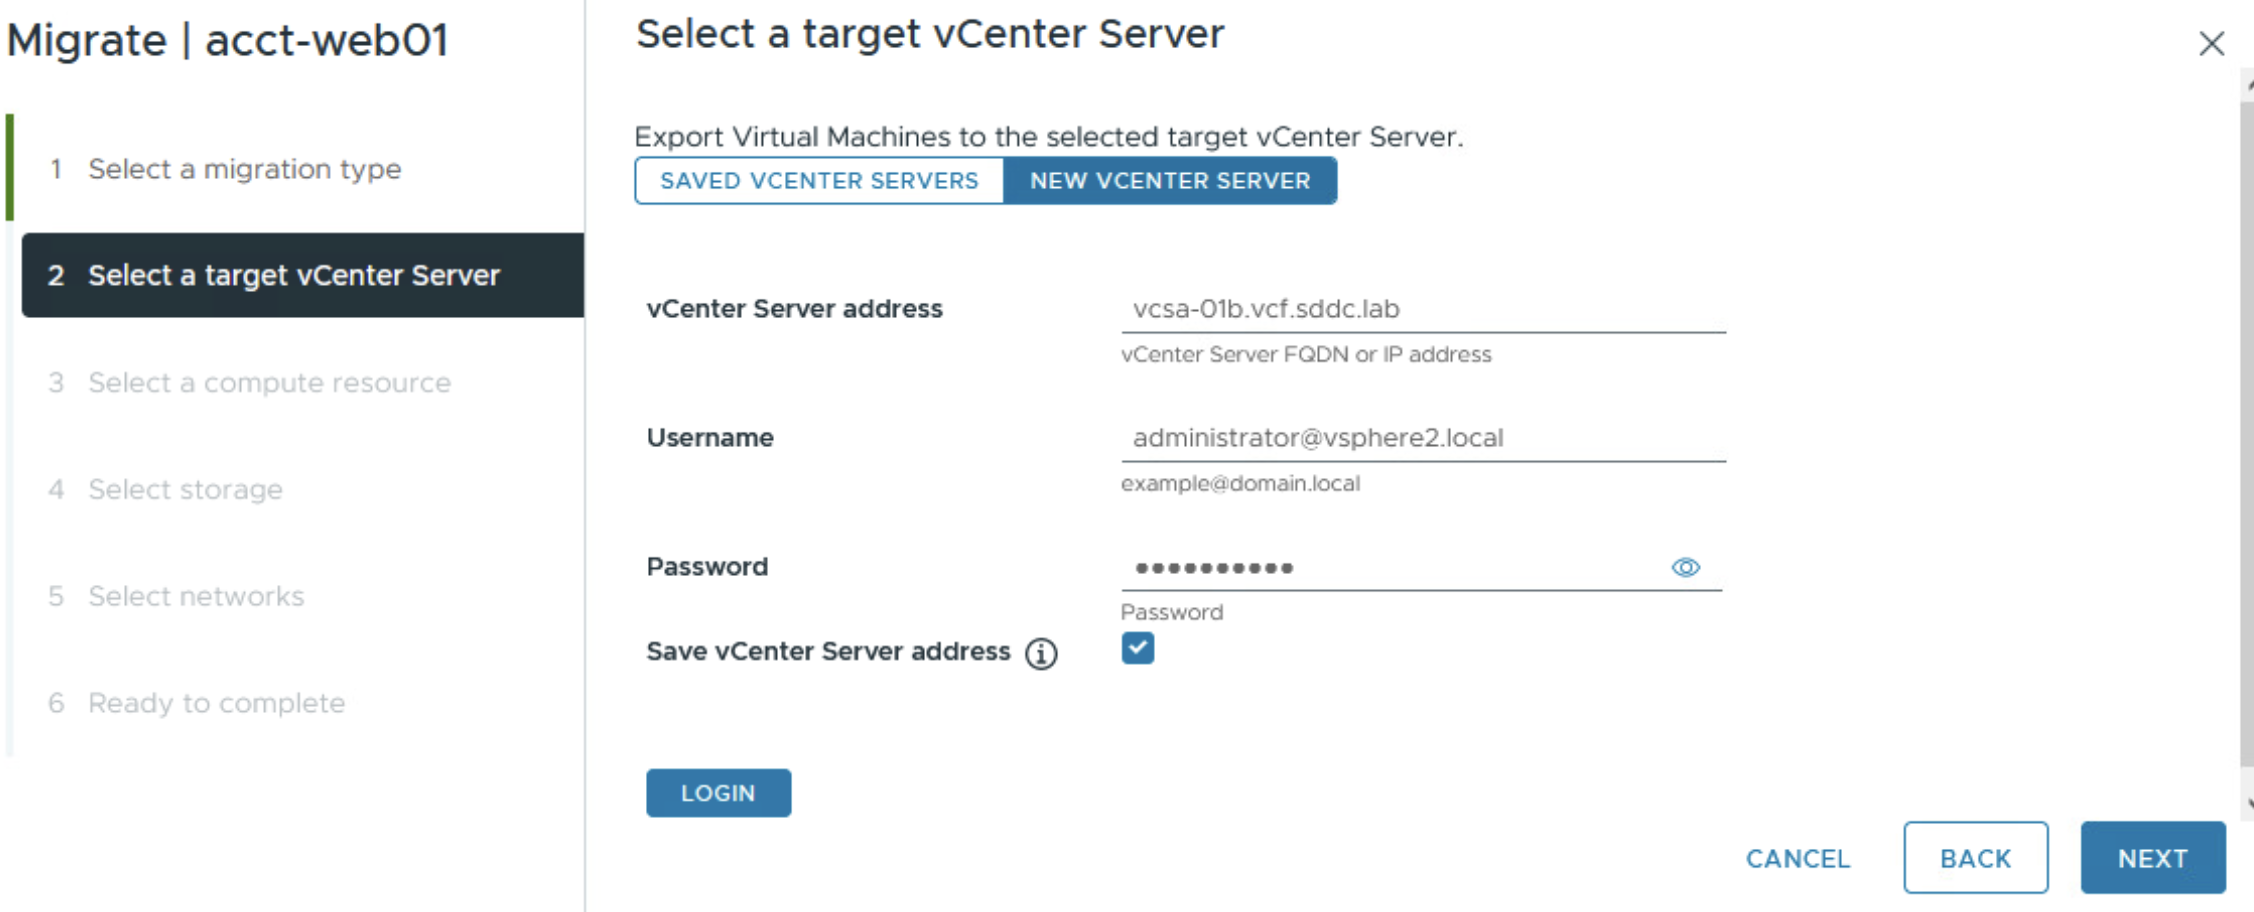 Migrate | acct-web01
1 Select a migration type
2 Select a target vCenter Server
3 Select a compute resource
4 Select storage
5 Select networks
6 Ready to complete
Select a target vCenter Server
Export Virtual Machines to the selected target vCenter Server.
SAVED VCENTER SERVERS NEW VCENTER SERVER
vCenter Server address vcsa-01b.vcf.sddc.lab
vCenter Server FQDN or IP address
Username administrator@vsphere2.local
example@domain.local
Password ••••••••••
Password
Save vCenter Server address
LOGIN
CANCEL BACK NEXT